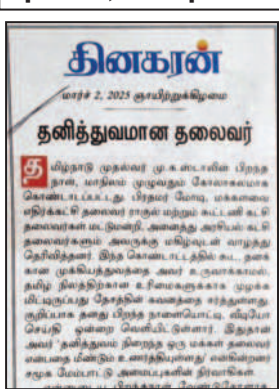 தினகரன்
மார்ச் 2, 2025 ஞாயிற்றுக்கிழமை
தனித்துவமான தலைவர்
தமிழ்நாடு முதல்வர் மு.க.ஸ்டாலின் பிறந்த
நாள், மாநிலம் முழுவதும் கோலாகலமாக
கொண்டாடப்பட்டது. பிரதமர் மோடி, மக்களவை
எதிர்க்கட்சி தலைவர் ராகுல் மற்றும் கூட்டணி கட்சி
தலைவர்கள் மட்டுமன்றி, அனைத்து அரசியல் கட்சி
தலைவர்களும் அவருக்கு மகிழ்வுடன் வாழ்த்து
தெரிவித்தனர். இந்த கொண்டாட்டத்தில் கூட, தனக்
கான முக்கியத்துவத்தை அவர் உருவாக்காமல்,
தமிழ் நிலத்திற்கான உரிமைகளுக்காக முழக்க
மிட்டிருப்பது தேசத்தின் கவனத்தை ஈர்த்துள்ளது.
குறிப்பாக தனது பிறந்த நாளையொட்டி, வீடியோ
செய்தி ஒன்றை வெளியிட்டுள்ளார். இதுதான்
அவர் 'தனித்துவம் நிறைந்த ஒரு மக்கள் தலைவர்
என்பதை மீண்டும் உணர்த்தியுள்ளது' என்கின்றனர்
சமூக மேம்பாட்டு அமைப்புகளின் நிர்வாகிகள்.